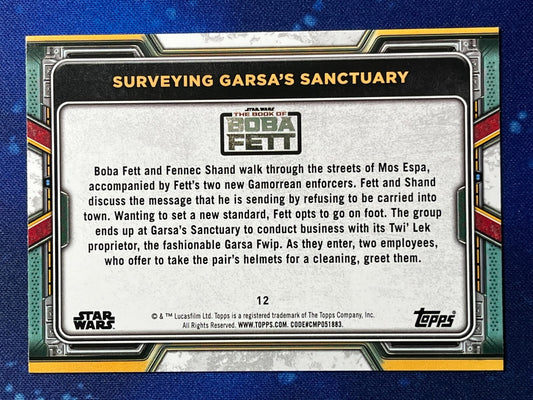 SURVEYING GARSA'S SANCTUARY
STAR WARS
THE BOOK OF
BOBA
FETT
Boba Fett and Fennec Shand walk through the streets of Mos Espa,
accompanied by Fett's two new Gamorrean enforcers. Fett and Shand
discuss the message that he is sending by refusing to be carried into
town. Wanting to set a new standard, Fett opts to go on foot. The group
ends up at Garsa's Sanctuary to conduct business with its Twi' Lek
proprietor, the fashionable Garsa Fwip. As they enter, two employees,
who offer to take the pair's helmets for a cleaning, greet them.
12
STAR
WARS
© & ™ Lucasfilm Ltd. Topps is a registered trademark of The Topps Company, Inc.
All Rights Reserved. WWW.TOPPS.COM. CODE#CMP051883.
Topps